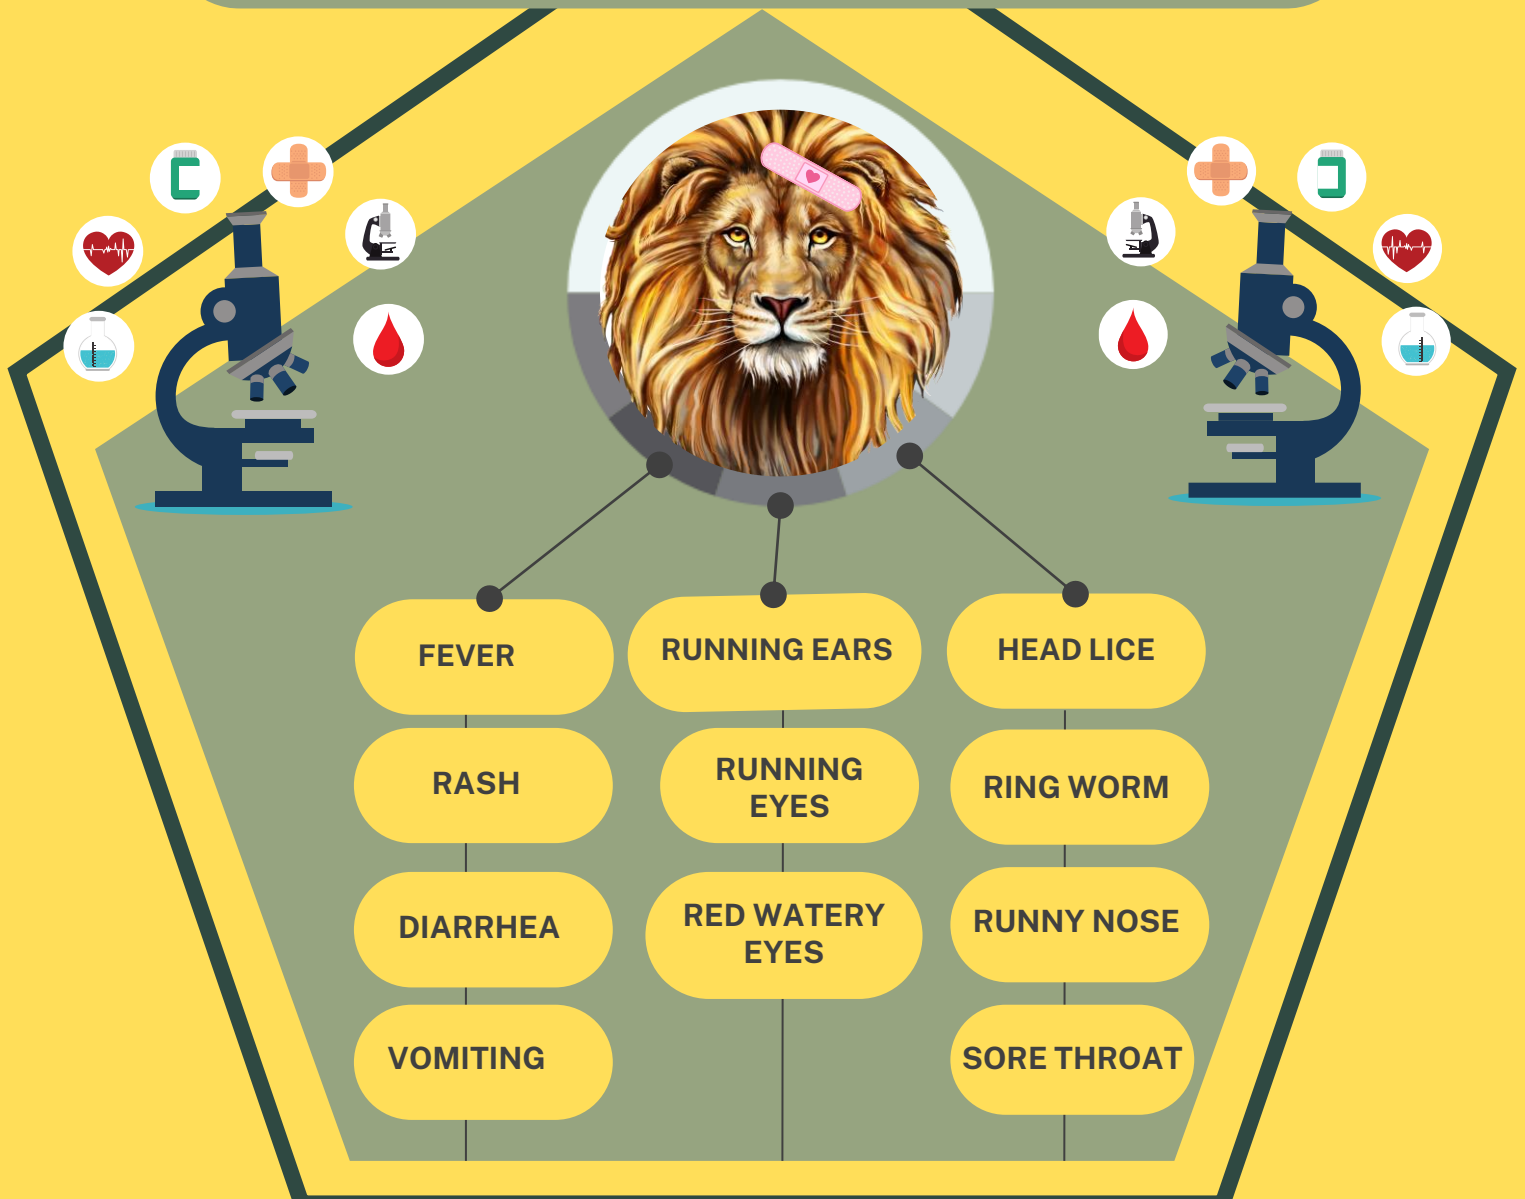 FEVER
RASH
DIARRHEA
VOMITING
RUNNING EARS
RUNNING
EYES
RED WATERY
EYES
HEAD LICE
RING WORM
RUNNY NOSE
SORE THROAT